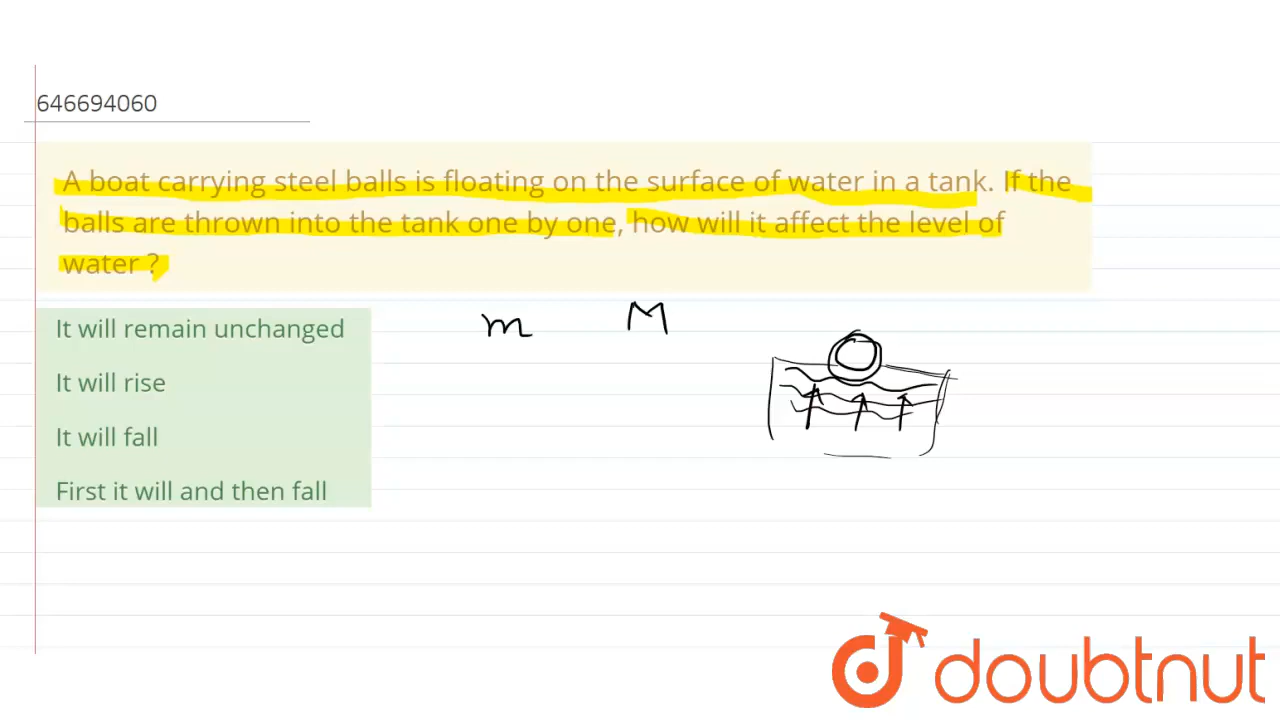 646694060
A boat carrying steel balls is floating on the surface of water in a tank. If the
balls are thrown into the tank one by one, how will it affect the level of
water ?
It will remain unchanged
m M
It will rise
It will fall
First it will and then fall
doubtnut